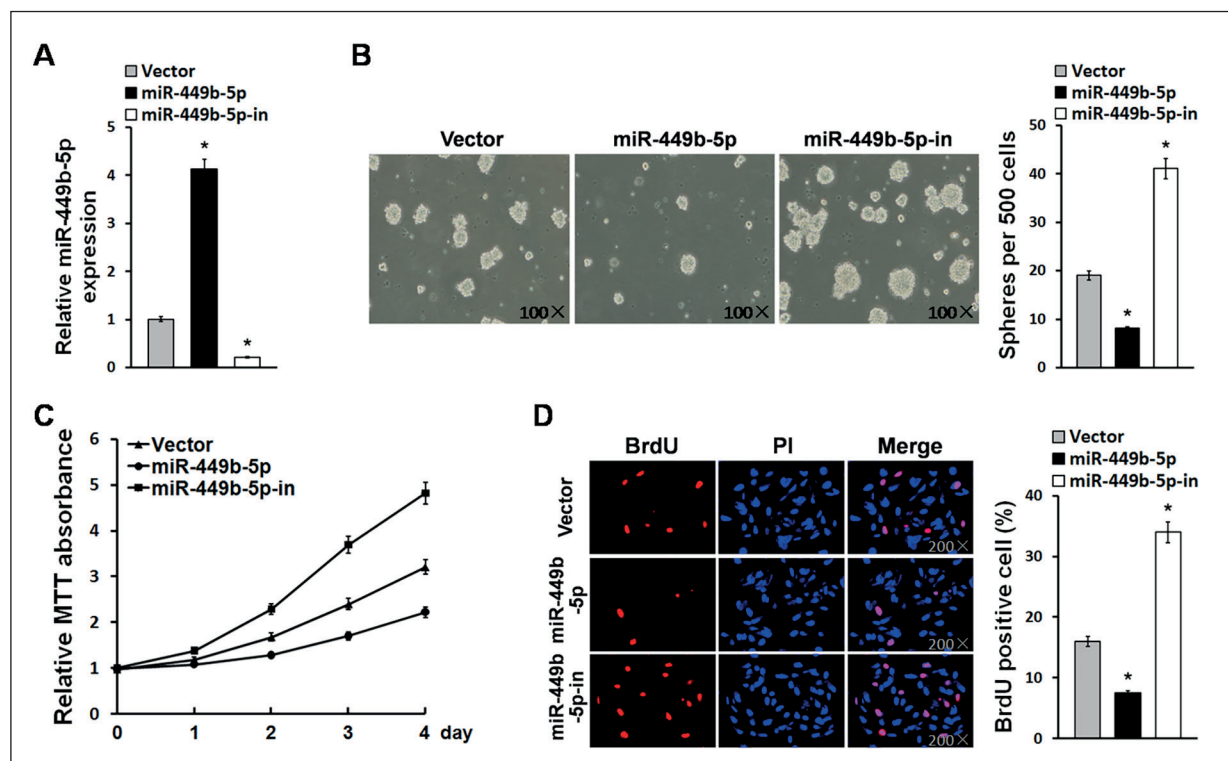 A
Vector
miR-449b-5p
miR-449b-5p-in
Relative miR-449b-5p
expression
5
4
3
2
1
0
*
*
B
Vector
miR-449b-5p
miR-449b-5p-in
100×
100×
100×
Vector
miR-449b-5p
miR-449b-5p-in
Spheres per 500 cells
50
40
30
20
10
0
*
*
C
Relative MTT absorbance
Vector
miR-449b-5p
miR-449b-5p-in
6
5
4
3
2
1
0
0 1 2 3 4 day
D
BrdU PI Merge
Vector
200×
miR-449b
-5p
200×
miR-449b
-5p-in
200×
Vector
miR-449b-5p
miR-449b-5p-in
BrdU positive cell (%)
40
30
20
10
0
*
*